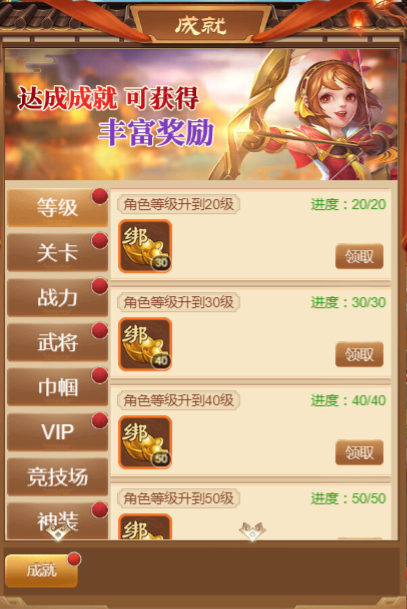 成就
达成成就 可获得
丰富奖励
等级
关卡
战力
武将
巾帼
VIP
竞技场
神装
角色等级升到20级
进度：20/20
绑
30
领取
角色等级升到30级
进度：30/30
绑
40
领取
角色等级升到40级
进度：40/40
绑
50
领取
角色等级升到50级
进度：50/50
绑
成就